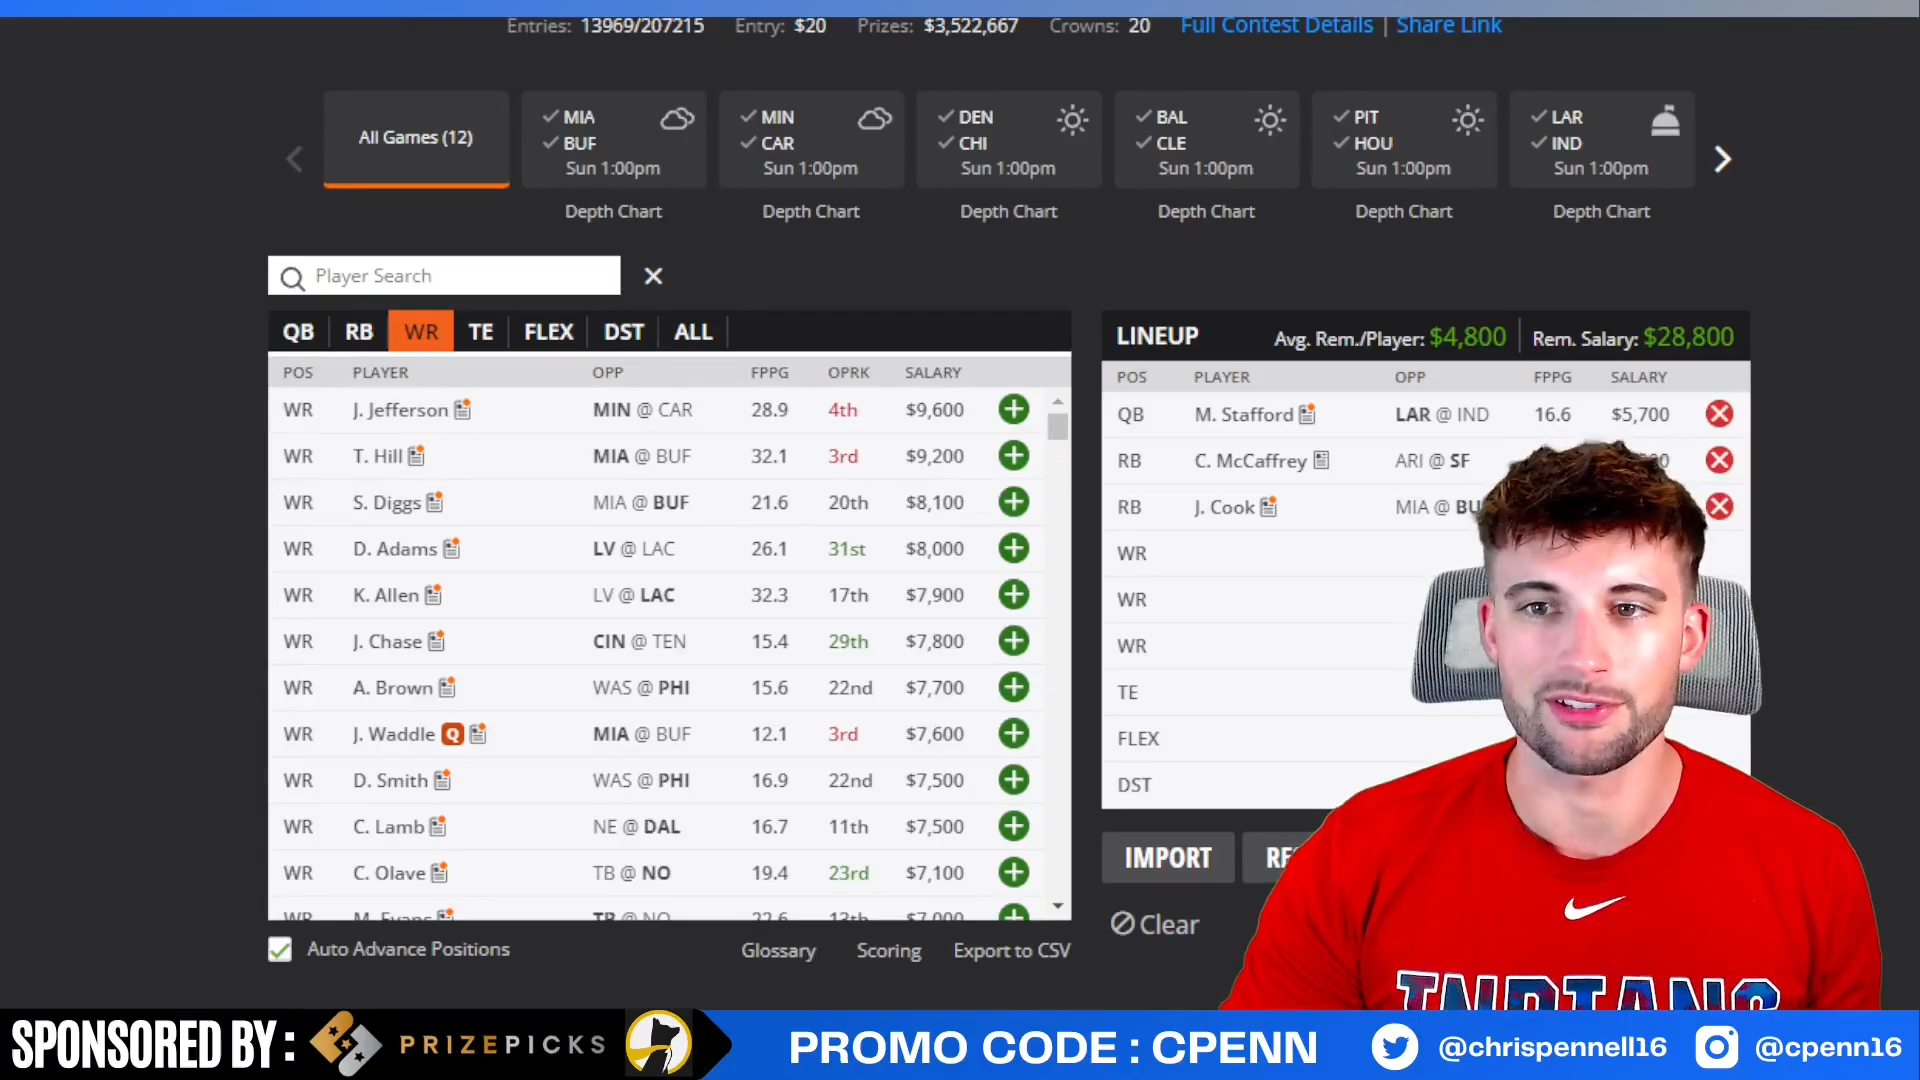 Entries: 13969/207215 Entry: $20 Prizes: $3,522,667 Crowns: 20 Full Contest Details | Share Link
All Games (12)
MIA
BUF
Sun 1:00pm
Depth Chart
MIN
CAR
Sun 1:00pm
Depth Chart
DEN
CHI
Sun 1:00pm
Depth Chart
BAL
CLE
Sun 1:00pm
Depth Chart
PIT
HOU
Sun 1:00pm
Depth Chart
LAR
IND
Sun 1:00pm
Depth Chart
Player Search
QB RB WR TE FLEX DST ALL
POS PLAYER OPP FPPG OPRK SALARY
WR J. Jefferson MIN @ CAR 28.9 4th $9,600
WR T. Hill MIA @ BUF 32.1 3rd $9,200
WR S. Diggs MIA @ BUF 21.6 20th $8,100
WR D. Adams LV @ LAC 26.1 31st $8,000
WR K. Allen LV @ LAC 32.3 17th $7,900
WR J. Chase CIN @ TEN 15.4 29th $7,800
WR A. Brown WAS @ PHI 15.6 22nd $7,700
WR J. Waddle Q MIA @ BUF 12.1 3rd $7,600
WR D. Smith WAS @ PHI 16.9 22nd $7,500
WR C. Lamb NE @ DAL 16.7 11th $7,500
WR C. Olave TB @ NO 19.4 23rd $7,100
WR M. Evans TB @ NO 22.6 13th $7,000
Auto Advance Positions Glossary Scoring Export to CSV
LINEUP Avg. Rem./Player: $4,800 Rem. Salary: $28,800
POS PLAYER OPP FPPG SALARY
QB M. Stafford LAR @ IND 16.6 $5,700
RB C. McCaffrey ARI @ SF
RB J. Cook MIA @ BU
WR
WR
WR
TE
FLEX
DST
IMPORT
Clear
INDIANS
SPONSORED BY : PRIZEPICKS PROMO CODE : CPENN @chrispennell16 @cpenn16